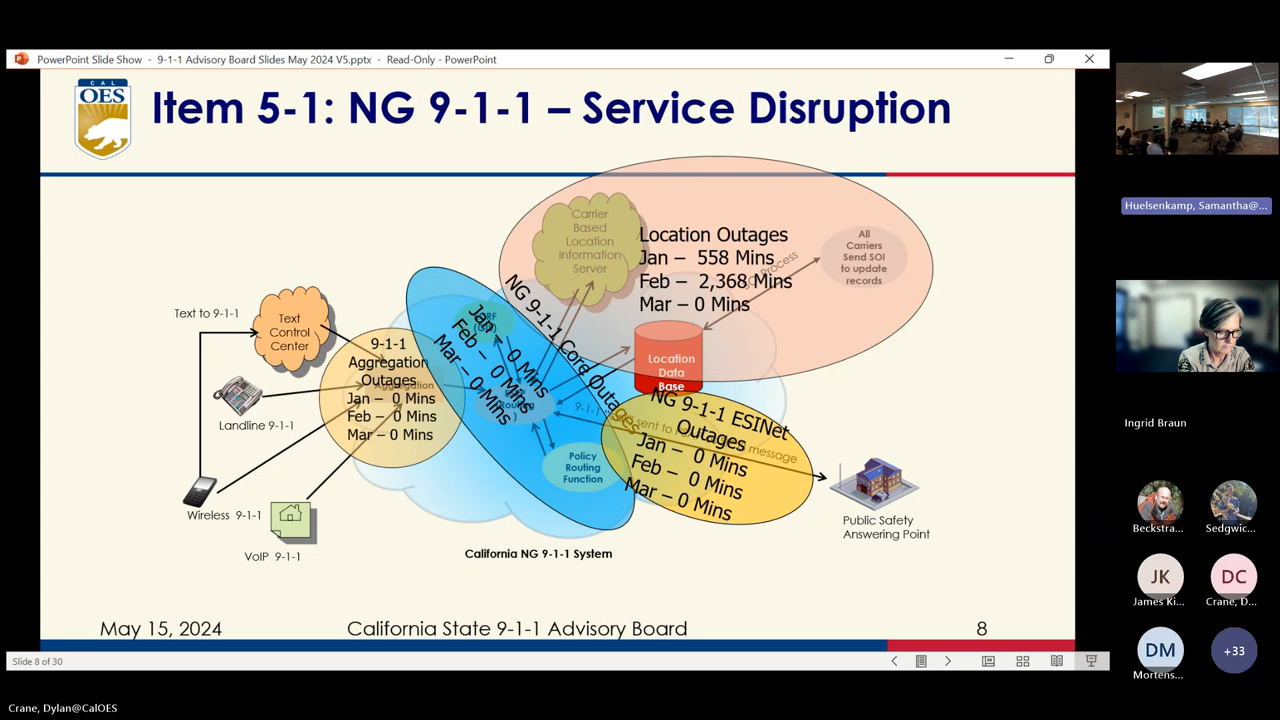 PowerPoint Slide Show - 9-1-1 Advisory Board Slides May 2024 V5.pptx - Read-Only - PowerPoint
CAL
OES
Item 5-1: NG 9-1-1 – Service Disruption
Carrier
Based
Location
Information
Server
Location Outages
Jan – 558 Mins
Feb – 2,368 Mins
Mar – 0 Mins
Process
All
Carriers
Send SOI
to update
records
Text to 9-1-1
Text
Control
Center
9-1-1
Aggregation
Outages
Jan – 0 Mins
Feb – 0 Mins
Mar – 0 Mins
Aggregation
NG 9-1-1 Core Outages
Jan – 0 Mins
Feb – 0 Mins
Mar – 0 Mins
Location
Data
Base
NG 9-1-1 ESINet
Outages
Jan – 0 Mins
Feb – 0 Mins
Mar – 0 Mins
9-1-1
sent to
message
Policy
Routing
Function
Landline 9-1-1
Wireless 9-1-1
VoIP 9-1-1
Public Safety
Answering Point
California NG 9-1-1 System
May 15, 2024
California State 9-1-1 Advisory Board
8
Slide 8 of 30
Huelsenkamp, Samantha@...
Ingrid Braun
Beckstra...
Sedgwic...
JK
DC
James Ki...
Crane, D...
DM
+33
Mortens...
Crane, Dylan@CalOES